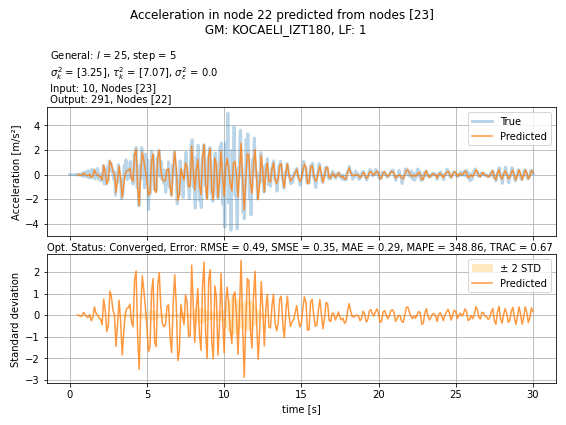 Acceleration in node 22 predicted from nodes [23]
GM: KOCAELI_IZT180, LF: 1
General: l = 25, step = 5
σ²ₖ = [3.25], τ²ₖ = [7.07], σ²ε = 0.0
Input: 10, Nodes [23]
Output: 291, Nodes [22]
Acceleration [m/s²]
4
2
0
−2
−4
True
Predicted
Opt. Status: Converged, Error: RMSE = 0.49, SMSE = 0.35, MAE = 0.29, MAPE = 348.86, TRAC = 0.67
Standard deviation
2
1
0
−1
−2
−3
± 2 STD
Predicted
0 5 10 15 20 25 30
time [s]